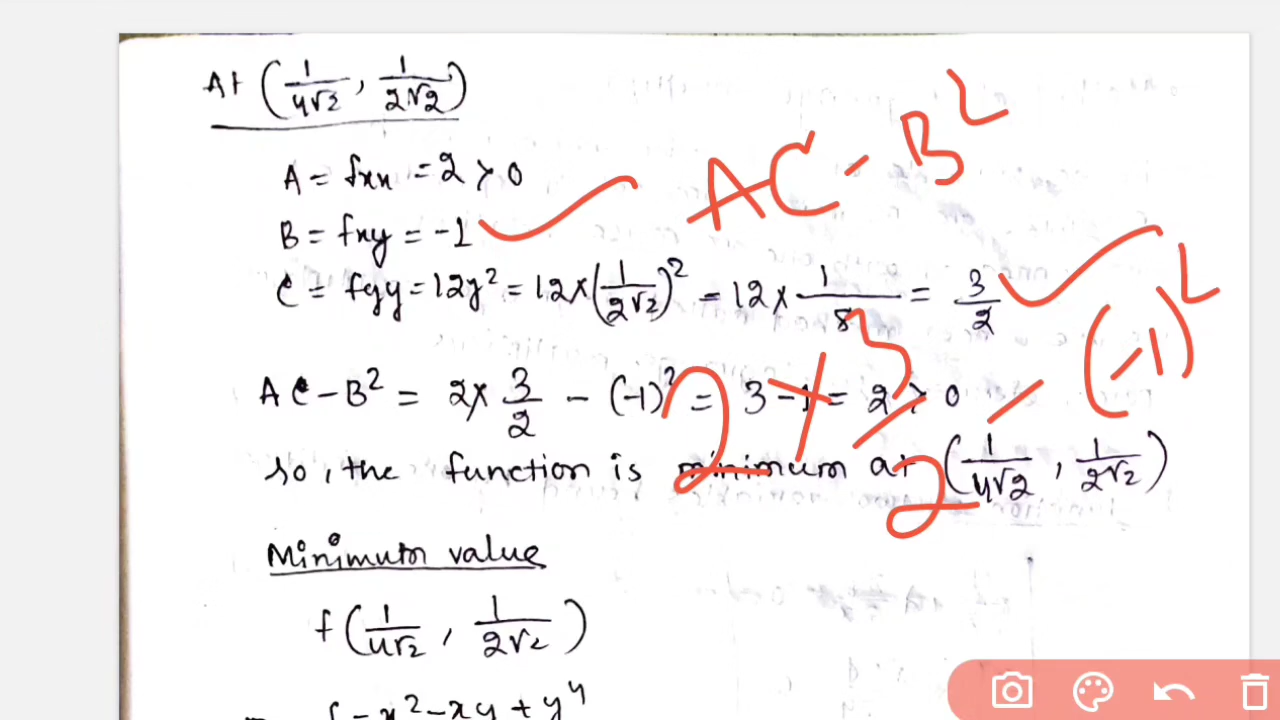 At (1/4√2, 1/2√2)
AC - B²
A = fxx = 2 > 0
B = fxy = -1
C = fyy = 12y² = 12 × (1/2√2)² = 12 × 1/8 = 3/2
2 × 3/2 - (-1)²
AC - B² = 2 × 3/2 - (-1)² = 3 - 1 = 2 > 0
so, the function is minimum at (1/4√2, 1/2√2)
Minimum value
f(1/4√2, 1/2√2)
f = x² - xy + y⁴